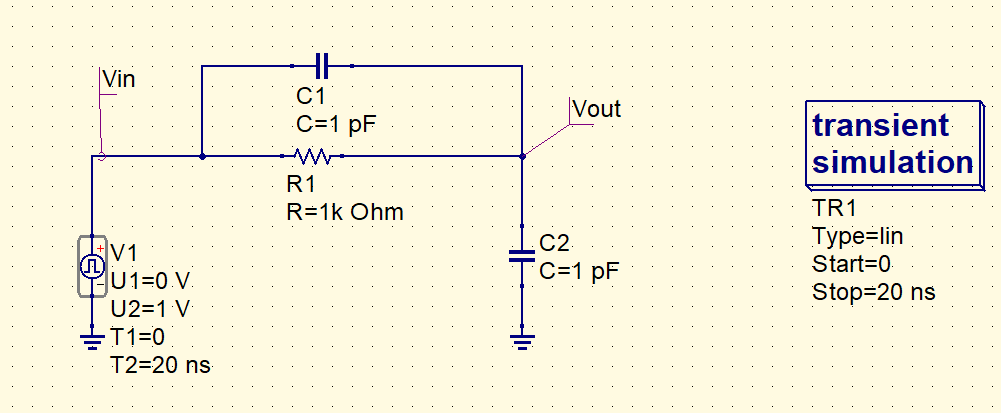 Vin
C1
C=1 pF
Vout
R1
R=1k Ohm
V1
U1=0 V
U2=1 V
T1=0
T2=20 ns
C2
C=1 pF
transient
simulation
TR1
Type=lin
Start=0
Stop=20 ns